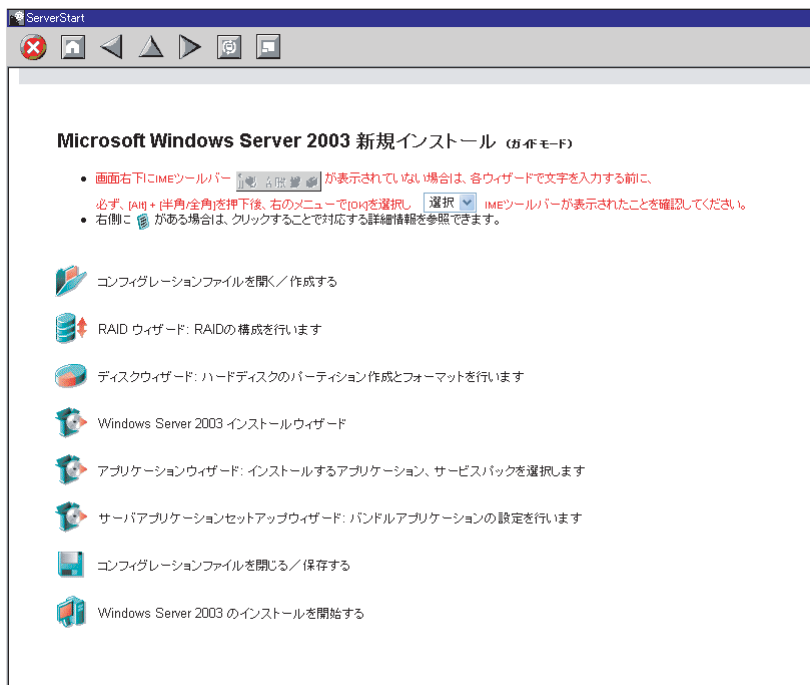 ServerStart
Microsoft Windows Server 2003 新規インストール (ガイドモード)
• 画面右下にIMEツールバー が表示されていない場合は、各ウィザードで文字を入力する前に、
必ず、[Alt] + [半角/全角]を押下後、右のメニューで[OK]を選択し 選択 IMEツールバーが表示されたことを確認してください。
• 右側に がある場合は、クリックすることで対応する詳細情報を参照できます。
コンフィグレーションファイルを開く/作成する
RAID ウィザード: RAIDの構成を行います
ディスクウィザード: ハードディスクのパーティション作成とフォーマットを行います
Windows Server 2003 インストールウィザード
アプリケーションウィザード: インストールするアプリケーション、サービスパックを選択します
サーバアプリケーションセットアップウィザード: バンドルアプリケーションの設定を行います
コンフィグレーションファイルを閉じる/保存する
Windows Server 2003 のインストールを開始する